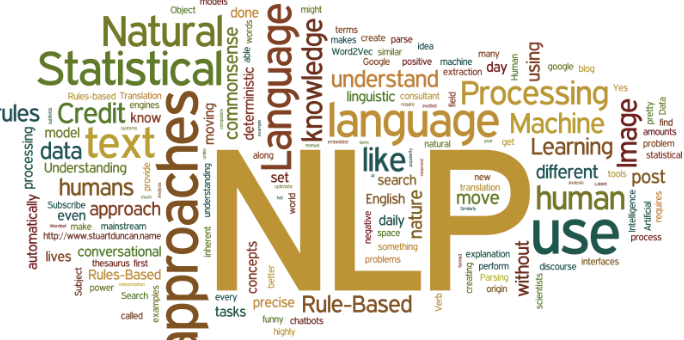 models
Object
done
words
might
terms
makes
create
parse
idea
many
Natural
Statistical
Language
knowledge
commonsense
deterministic
able
Word2Vec
similar
Google
positive
machine
extraction
day
Human
using
google
blog
understand
linguistic
consultant
field
Processing
Yes
Rules-based
Translation
engines
rules
Credit
know
moving
language
Machine
Image
pretty
Data
find
amounts
problem
statistical
model
text
data
approaches
processing
Understanding
provide
humans
along
set
like
natural
get
Learning
different
tools
post
automatically
Subscribe
even
approach
understanding
world
search
English
nature
new
translation
move
Similarly
human
Intelligence
Artificial
requires
process
make
mainstream
http://www.stuartduncan.name
NLP
negative
daily
space
something
problems
use
lives
conversational
thesaurus
first
inherent
concepts
better
explanation
perform
Parsing
origin
creating
without
discourse
interfaces
scientists
Subject
Rules-Based
power
Search
examples
called
every
tasks
precise
Rule-Based
Verb
funny
chatbots
highly